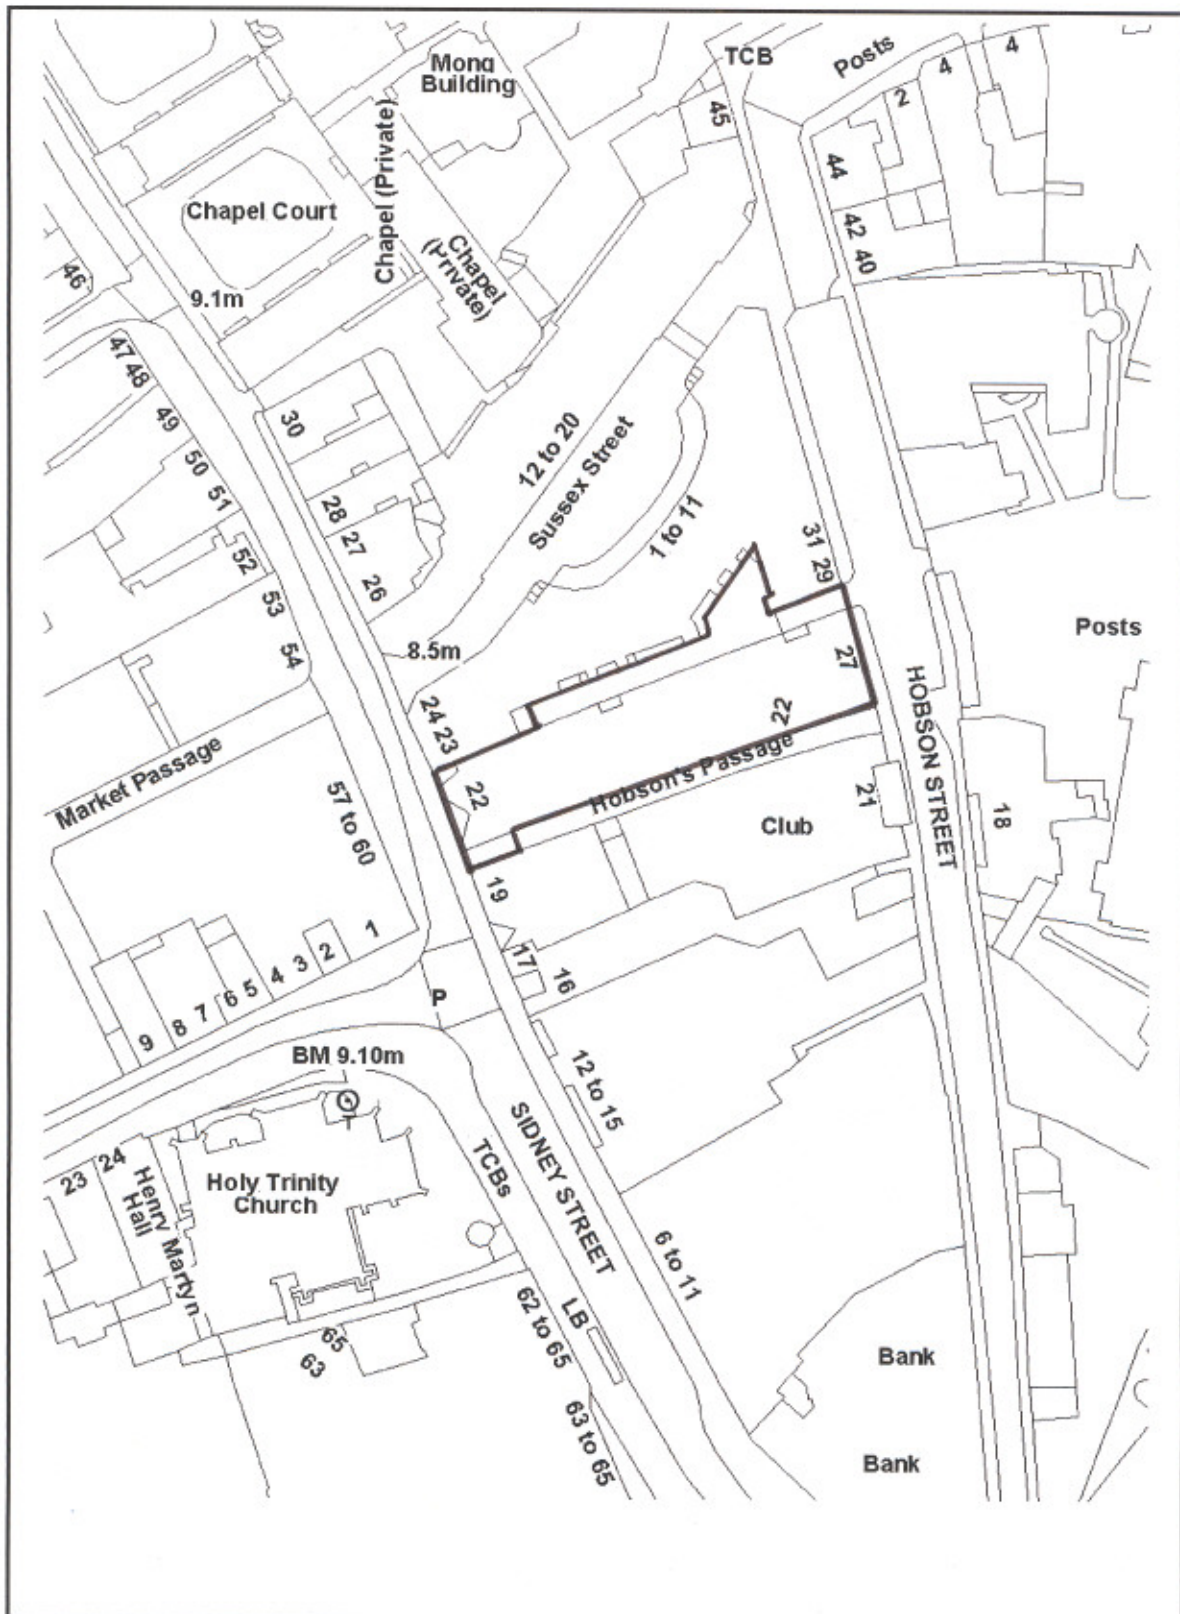 TCB
Posts
4
4
Mong
Building
2
45
Chapel (Private)
44
Chapel Court
42
40
Chapel
(Private)
46
9.1m
47 48
49
30
50
12 to 20
51
28
Sussex Street
27
1 to 11
31
29
52
26
53
54
8.5m
Posts
27
24
23
22
HOBSON STREET
Market Passage
22
Hobson's Passage
57 to 60
21
Club
18
19
1
2
3
4
5
6
7
8
9
17
16
P
BM 9.10m
12 to 15
SIDNEY STREET
TCBs
23
24
Henry Martyn
Hall
Holy Trinity
Church
6 to 11
62 to 65
LB
65
63
Bank
63 to 65
Bank